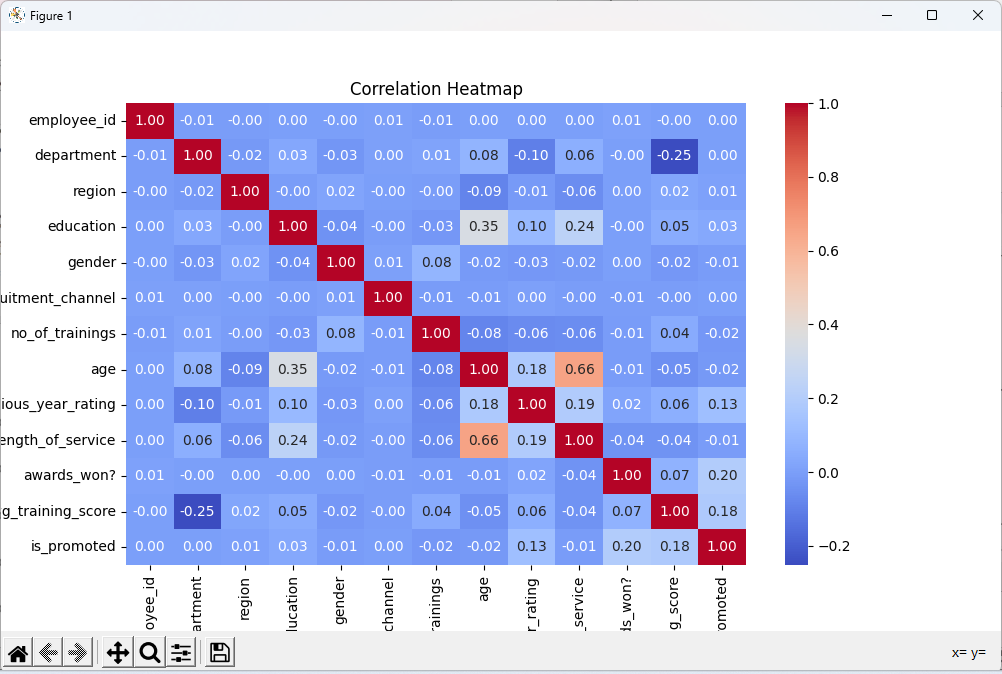 Figure 1
Correlation Heatmap
employee_id 1.00 -0.01 -0.00 0.00 -0.00 0.01 -0.01 0.00 0.00 0.00 0.01 -0.00 0.00
department -0.01 1.00 -0.02 0.03 -0.03 0.00 0.01 0.08 -0.10 0.06 -0.00 -0.25 0.00
region -0.00 -0.02 1.00 -0.00 0.02 -0.00 -0.00 -0.09 -0.01 -0.06 0.00 0.02 0.01
education 0.00 0.03 -0.00 1.00 -0.04 -0.00 -0.03 0.35 0.10 0.24 -0.00 0.05 0.03
gender -0.00 -0.03 0.02 -0.04 1.00 0.01 0.08 -0.02 -0.03 -0.02 0.00 -0.02 -0.01
uitment_channel 0.01 0.00 -0.00 -0.00 0.01 1.00 -0.01 -0.01 0.00 -0.00 -0.01 -0.00 0.00
no_of_trainings -0.01 0.01 -0.00 -0.03 0.08 -0.01 1.00 -0.08 -0.06 -0.06 -0.01 0.04 -0.02
age 0.00 0.08 -0.09 0.35 -0.02 -0.01 -0.08 1.00 0.18 0.66 -0.01 -0.05 -0.02
ious_year_rating 0.00 -0.10 -0.01 0.10 -0.03 0.00 -0.06 0.18 1.00 0.19 0.02 0.06 0.13
ength_of_service 0.00 0.06 -0.06 0.24 -0.02 -0.00 -0.06 0.66 0.19 1.00 -0.04 -0.04 -0.01
awards_won? 0.01 -0.00 0.00 -0.00 0.00 -0.01 -0.01 -0.01 0.02 -0.04 1.00 0.07 0.20
g_training_score -0.00 -0.25 0.02 0.05 -0.02 -0.00 0.04 -0.05 0.06 -0.04 0.07 1.00 0.18
is_promoted 0.00 0.00 0.01 0.03 -0.01 0.00 -0.02 -0.02 0.13 -0.01 0.20 0.18 1.00
oyee_id
artment
region
ucation
gender
channel
rainings
age
r_rating
_service
ds_won?
g_score
omoted
1.0
0.8
0.6
0.4
0.2
0.0
−0.2
x= y=